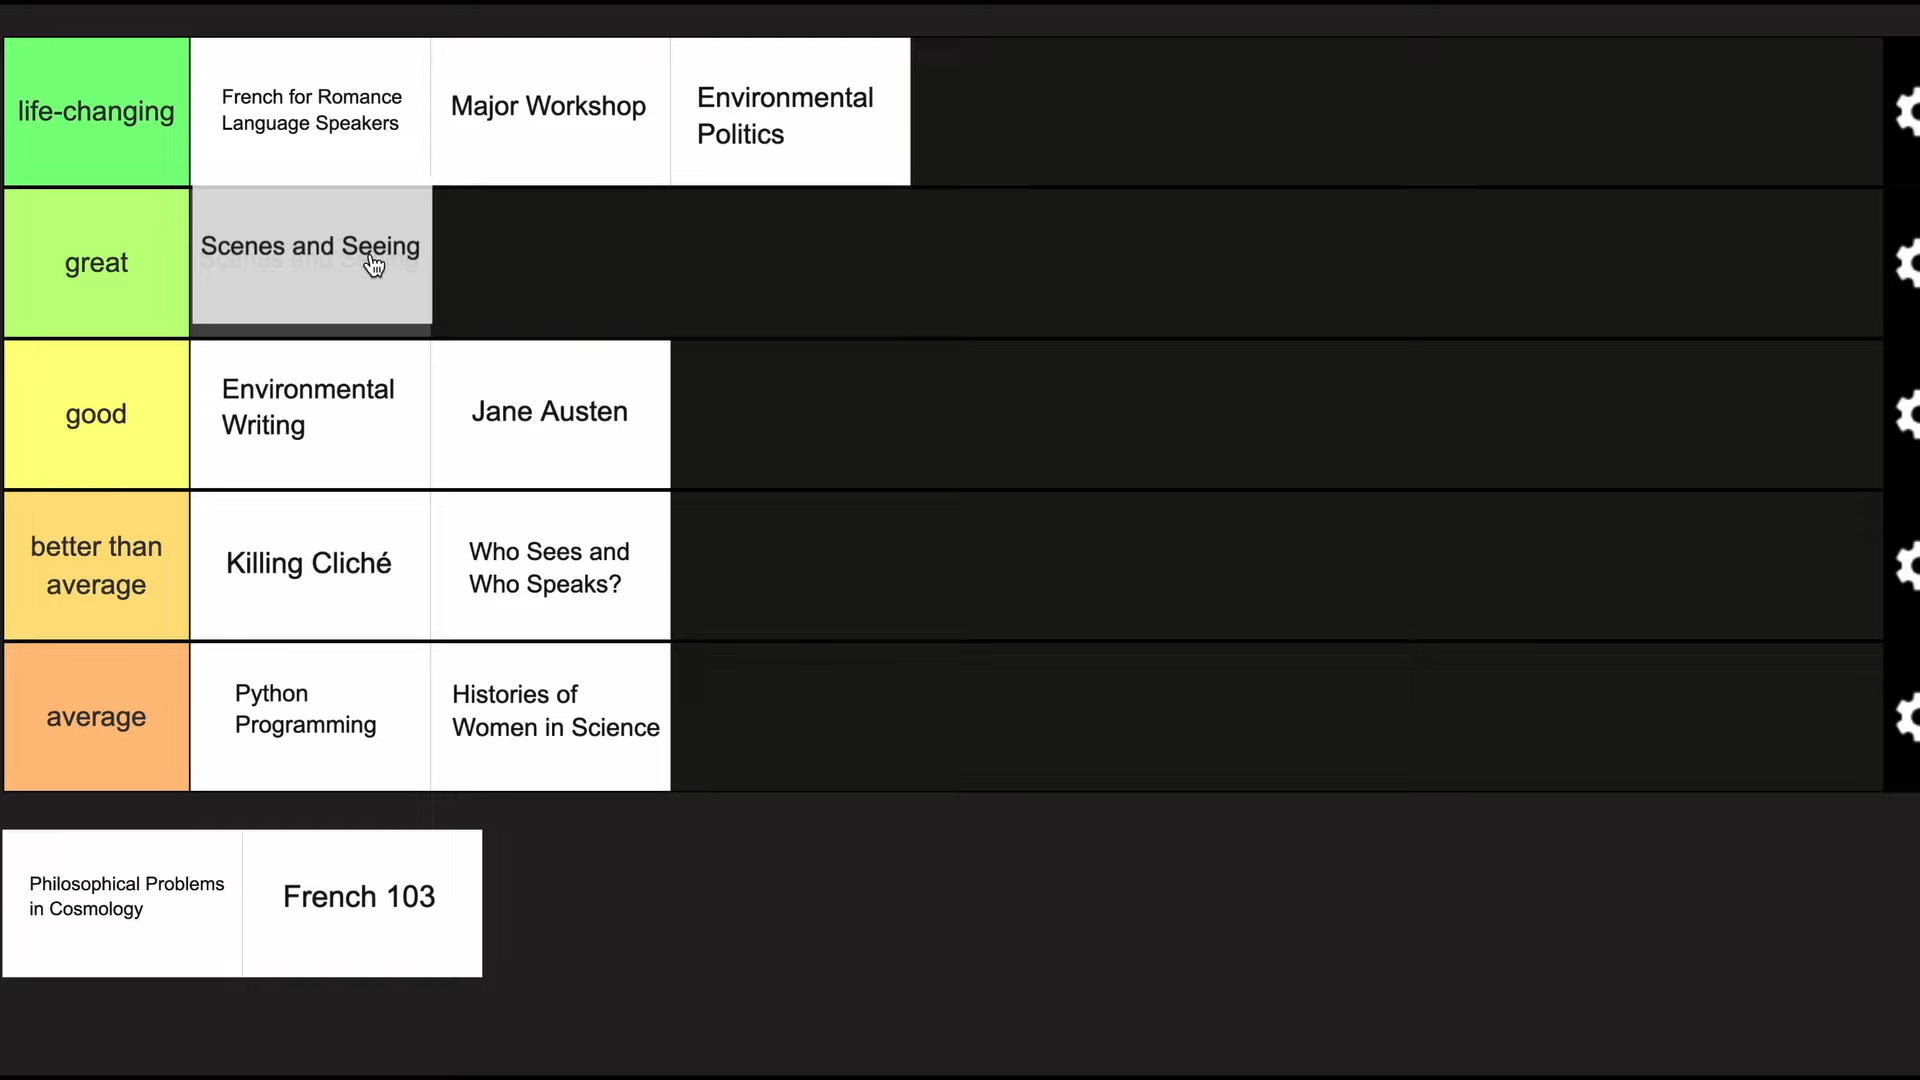 life-changing
French for Romance
Language Speakers
Major Workshop
Environmental
Politics
great
Scenes and Seeing
good
Environmental
Writing
Jane Austen
better than
average
Killing Cliché
Who Sees and
Who Speaks?
average
Python
Programming
Histories of
Women in Science
Philosophical Problems
in Cosmology
French 103